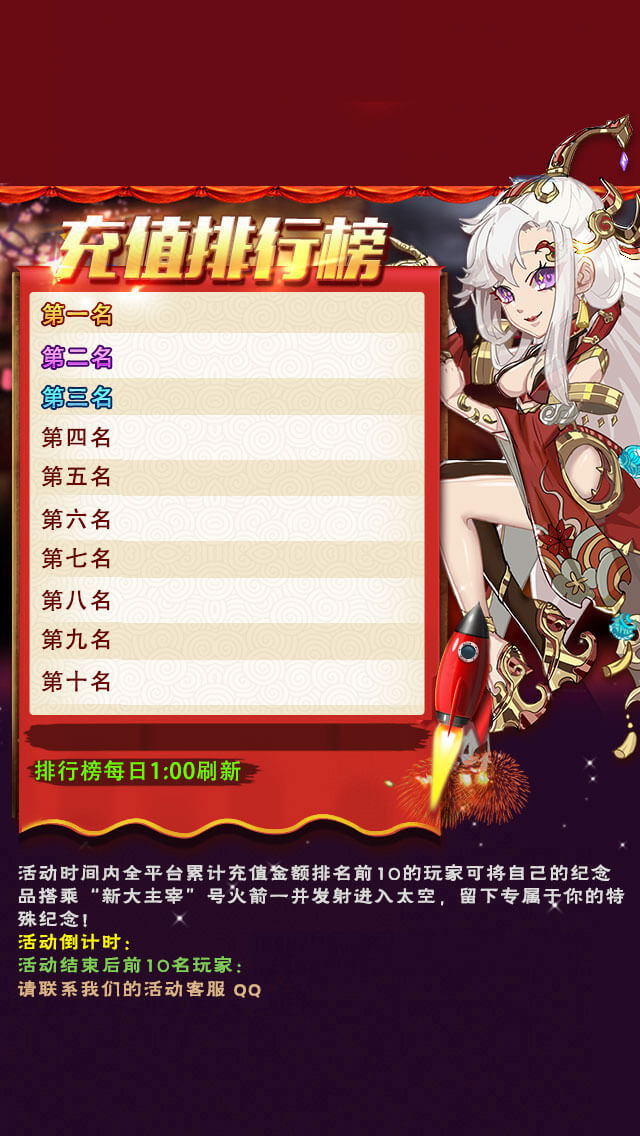 充值排行榜
第一名
第二名
第三名
第四名
第五名
第六名
第七名
第八名
第九名
第十名
排行榜每日1:00刷新
活动时间内全平台累计充值金额排名前10的玩家可将自己的纪念
品搭乘“新大主宰”号火箭一并发射进入太空，留下专属于你的特
殊纪念！
活动倒计时：
活动结束后前10名玩家：
请联系我们的活动客服 QQ